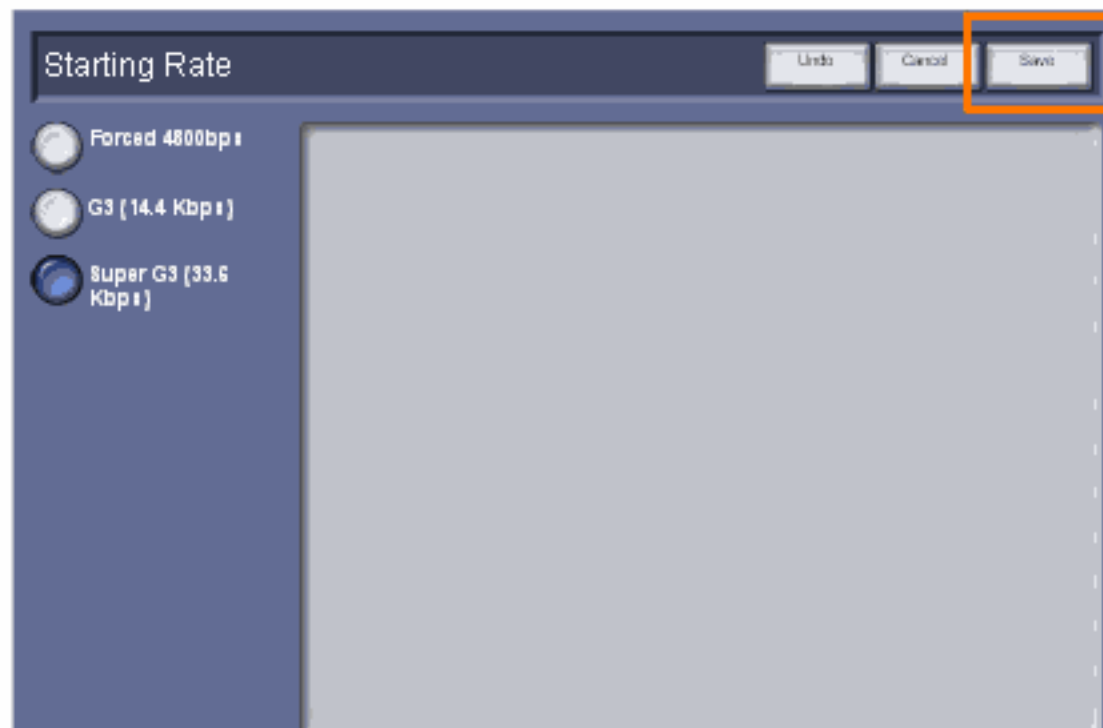 Starting Rate
Undo
Cancel
Save
Forced 4800bps
G3 (14.4 Kbps)
Super G3 (33.6
Kbps)